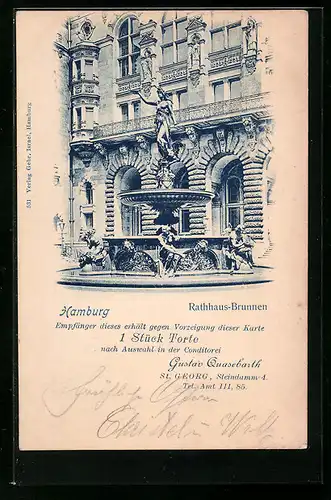 531 Verlag Gebr. Israel, Hamburg
Hamburg
Rathhaus-Brunnen
Empfänger dieses erhält gegen Vorzeigung dieser Karte
1 Stück Torte
nach Auswahl in der Conditorei
Gustav Quasebarth
St. GEORG, Steindamm 4.
Tel. Amt III, 85.